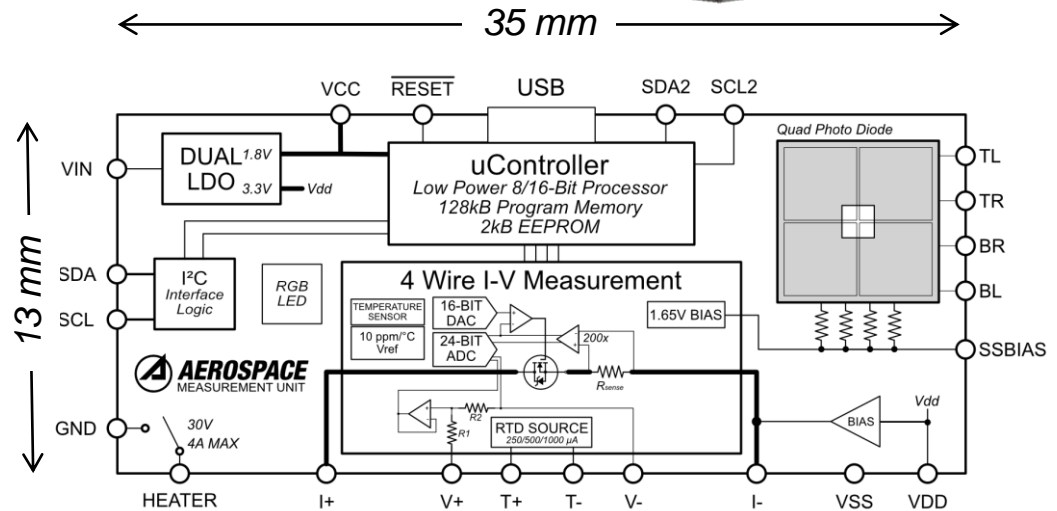 35 mm
13 mm
VCC
RESET
USB
SDA2
SCL2
VIN
DUAL
LDO
1.8V
3.3V
Vdd
uController
Low Power 8/16-Bit Processor
128kB Program Memory
2kB EEPROM
Quad Photo Diode
TL
TR
BR
BL
SSBIAS
SDA
SCL
I²C
Interface
Logic
RGB
LED
4 Wire I-V Measurement
TEMPERATURE
SENSOR
10 ppm/°C
Vref
16-BIT
DAC
24-BIT
ADC
200x
Rsense
1.65V BIAS
AEROSPACE
MEASUREMENT UNIT
R2
R1
RTD SOURCE
250/500/1000 µA
BIAS
Vdd
GND
30V
4A MAX
HEATER
I+
V+
T+
T-
V-
I-
VSS
VDD